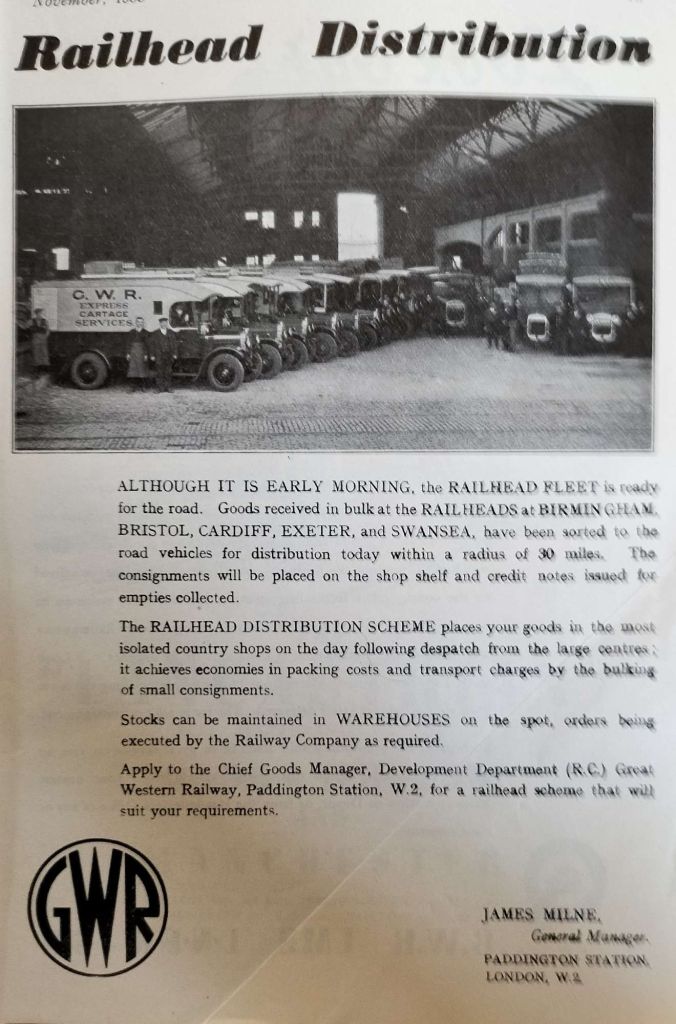 November,
Railhead Distribution
G. W. R.
EXPRESS
CARTAGE
SERVICES
ALTHOUGH IT IS EARLY MORNING, the RAILHEAD FLEET is ready
for the road. Goods received in bulk at the RAILHEADS at BIRMINGHAM,
BRISTOL, CARDIFF, EXETER, and SWANSEA, have been sorted to the
road vehicles for distribution today within a radius of 30 miles. The
consignments will be placed on the shop shelf and credit notes issued for
empties collected.
The RAILHEAD DISTRIBUTION SCHEME places your goods in the most
isolated country shops on the day following despatch from the large centres;
it achieves economies in packing costs and transport charges by the bulking
of small consignments.
Stocks can be maintained in WAREHOUSES on the spot, orders being
executed by the Railway Company as required.
Apply to the Chief Goods Manager, Development Department (R.C.) Great
Western Railway, Paddington Station, W.2, for a railhead scheme that will
suit your requirements.
GWR
JAMES MILNE,
General Manager.
PADDINGTON STATION,
LONDON, W.2